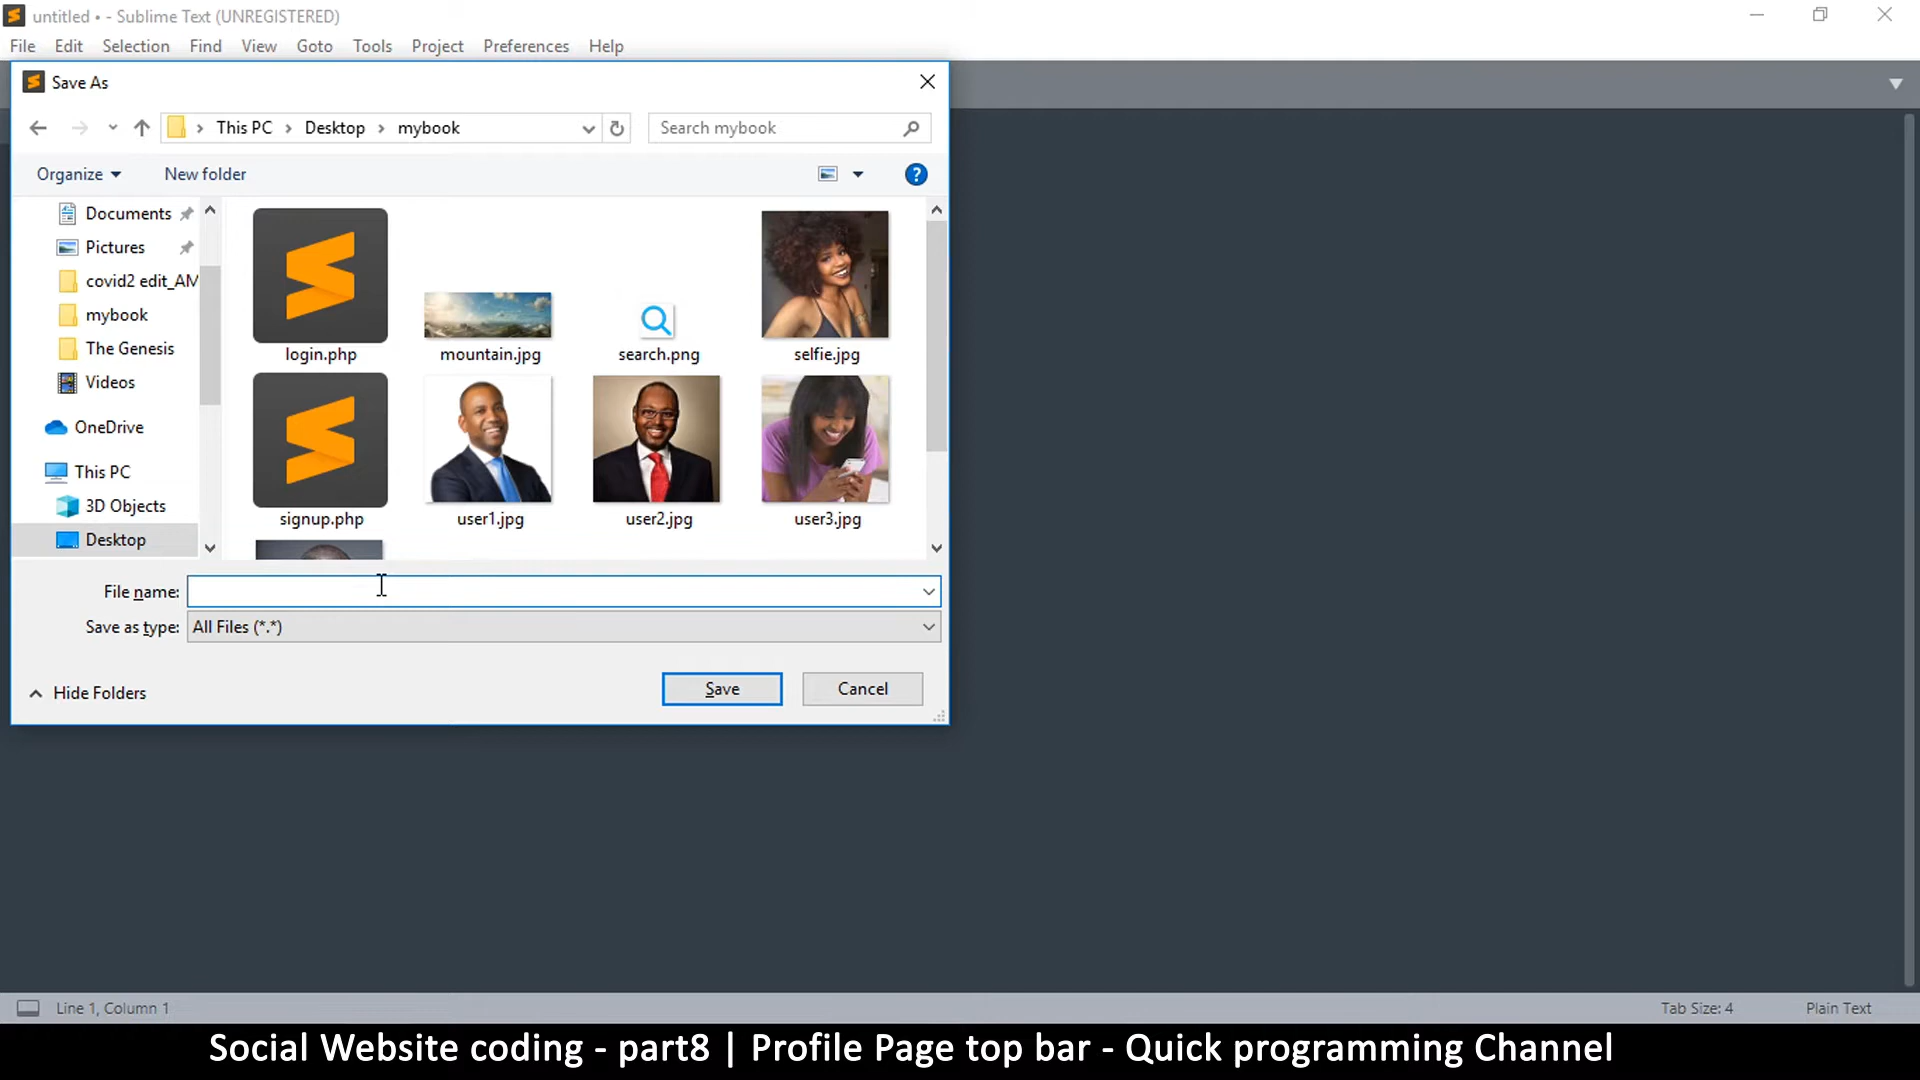 untitled • - Sublime Text (UNREGISTERED)
File Edit Selection Find View Goto Tools Project Preferences Help
Save As
This PC > Desktop > mybook
Search mybook
Organize
New folder
Documents
Pictures
covid2 edit_AM
mybook
The Genesis
Videos
OneDrive
This PC
3D Objects
Desktop
login.php
mountain.jpg
search.png
selfie.jpg
signup.php
user1.jpg
user2.jpg
user3.jpg
File name:
Save as type: All Files (*.*)
Hide Folders
Save
Cancel
Line 1, Column 1
Tab Size: 4
Plain Text
Social Website coding - part8 | Profile Page top bar - Quick programming Channel